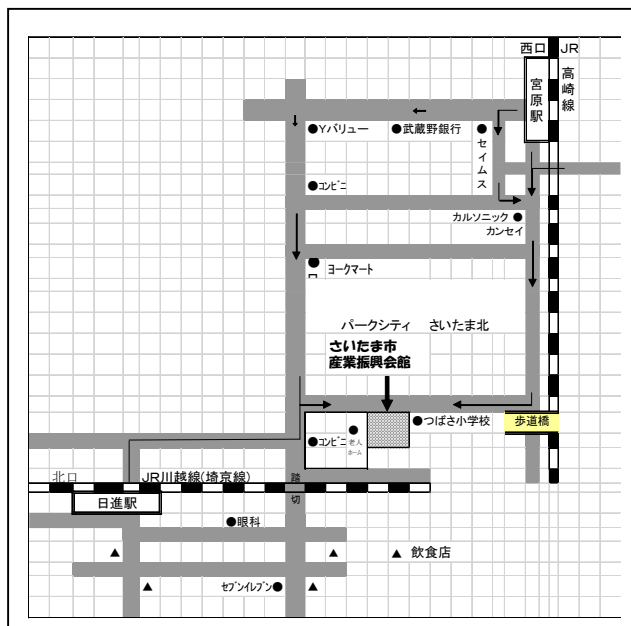 西口
JR
高崎線
宮原駅
●Yバリュー
●武蔵野銀行
●セイムス
●コンビニ
カルソニック●
カンセイ
●ヨークマート
パークシティ さいたま北
さいたま市
産業振興会館
●つばさ小学校
歩道橋
●コンビニ
●老人
ホーム
北口
JR川越線(埼京線)
踏切
日進駅
●眼科
▲
▲
▲ 飲食店
▲
セブンイレブン●
▲